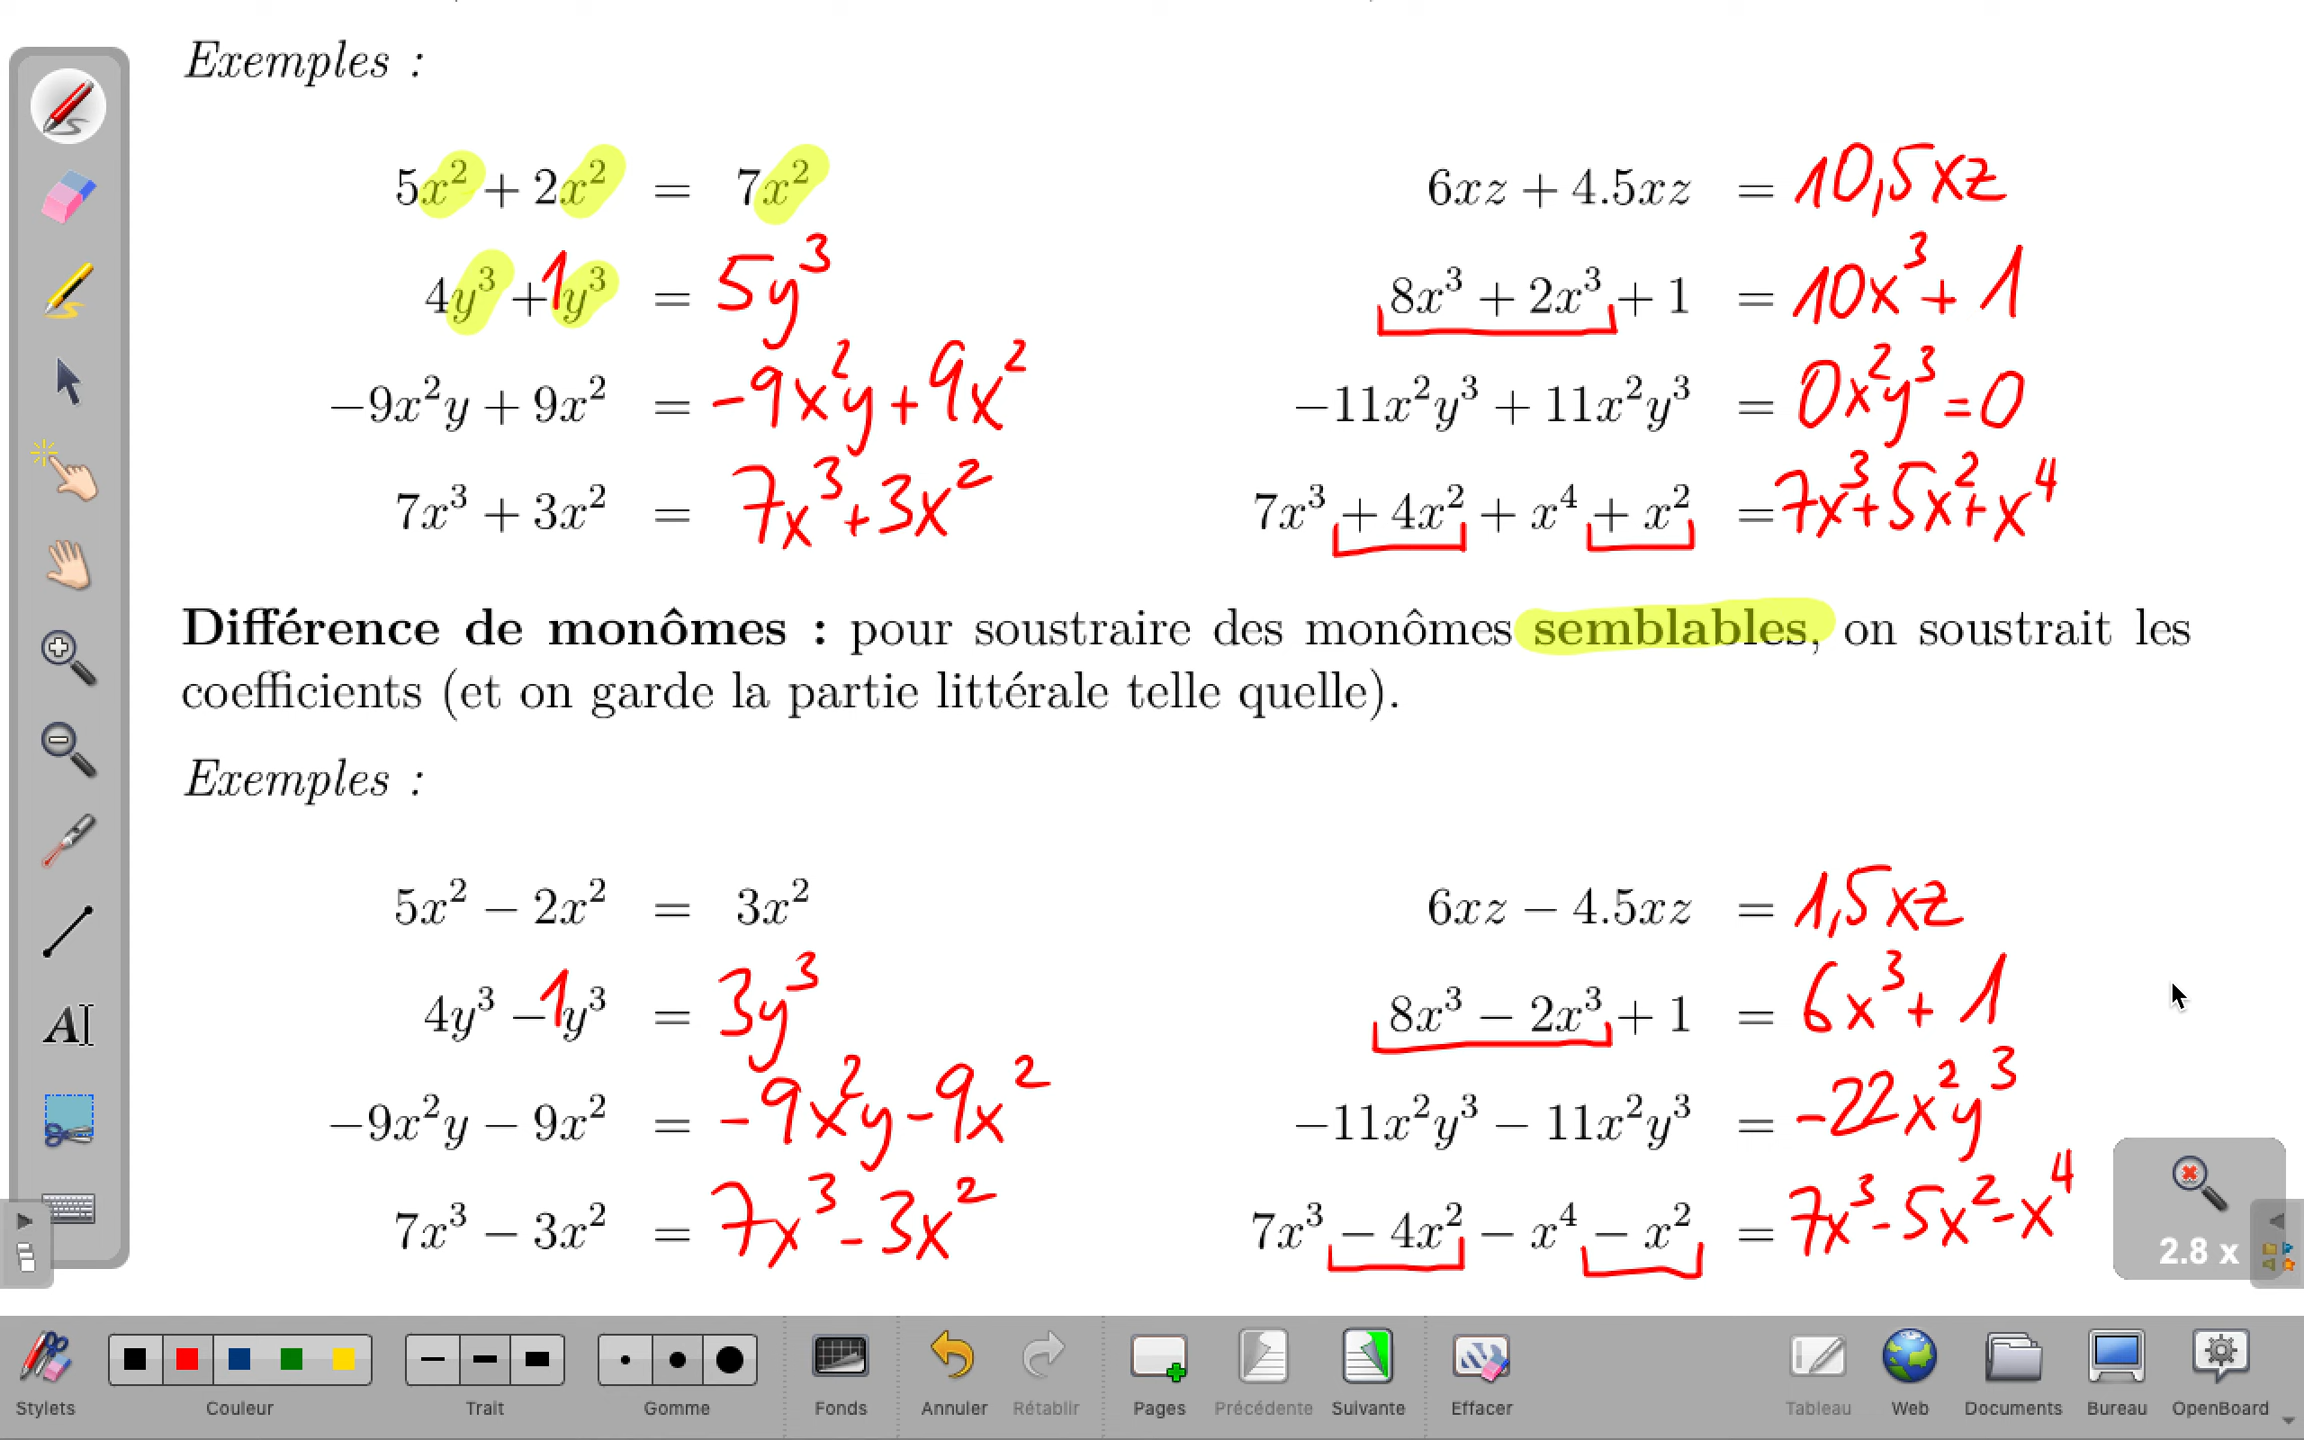 Exemples :
5x² + 2x² = 7x²
6xz + 4.5xz = 10,5xz
4y³ + 1y³ = 5y³
8x³ + 2x³ + 1 = 10x³ + 1
−9x²y + 9x² = -9x²y + 9x²
−11x²y³ + 11x²y³ = 0x²y³ = 0
7x³ + 3x² = 7x³ + 3x²
7x³ + 4x² + x⁴ + x² = 7x³ + 5x² + x⁴
Différence de monômes : pour soustraire des monômes semblables, on soustrait les
coefficients (et on garde la partie littérale telle quelle).
Exemples :
5x² − 2x² = 3x²
6xz − 4.5xz = 1,5xz
4y³ − 1y³ = 3y³
8x³ − 2x³ + 1 = 6x³ + 1
−9x²y − 9x² = -9x²y - 9x²
−11x²y³ − 11x²y³ = -22x²y³
7x³ − 3x² = 7x³ - 3x²
7x³ − 4x² − x⁴ − x² = 7x³ - 5x² - x⁴
2.8 x
Stylets Couleur Trait Gomme Fonds Annuler Rétablir Pages Précédente Suivante Effacer Tableau Web Documents Bureau OpenBoard